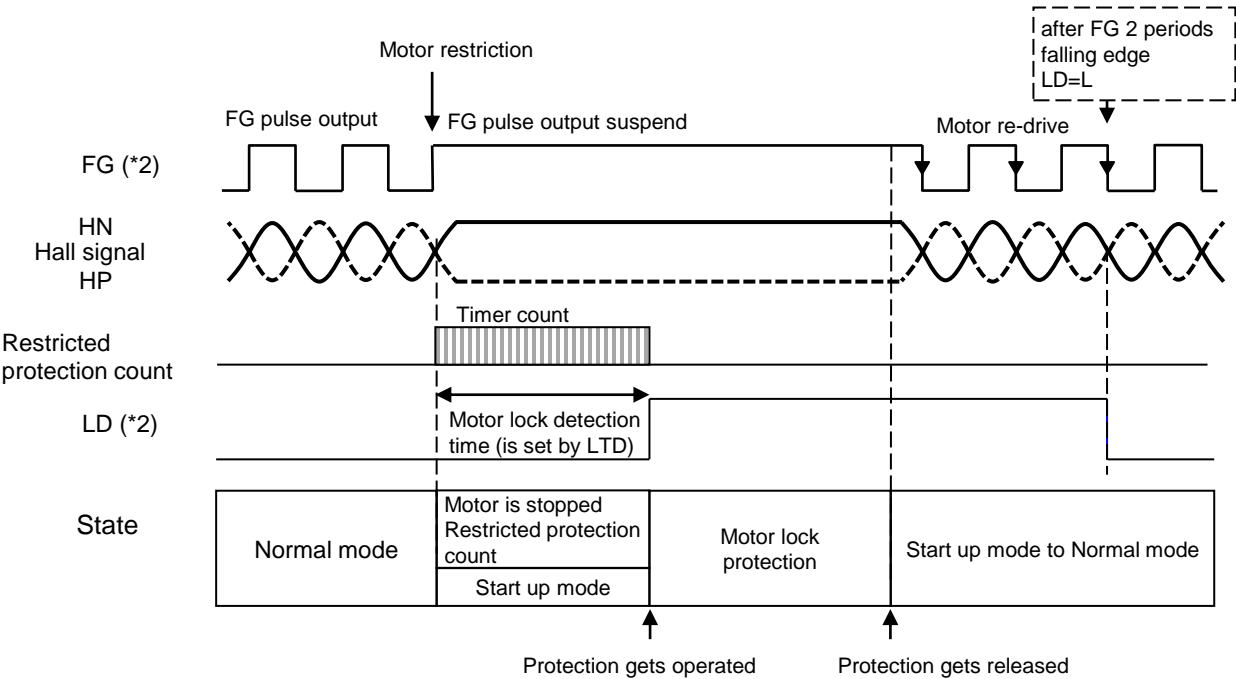 after FG 2 periods
falling edge
LD=L
Motor restriction
FG pulse output
FG pulse output suspend
Motor re-drive
FG (*2)
HN
Hall signal
HP
Timer count
Restricted
protection count
LD (*2)
Motor lock detection
time (is set by LTD)
State
Normal mode
Motor is stopped
Restricted protection
count
Start up mode
Motor lock
protection
Start up mode to Normal mode
Protection gets operated
Protection gets released